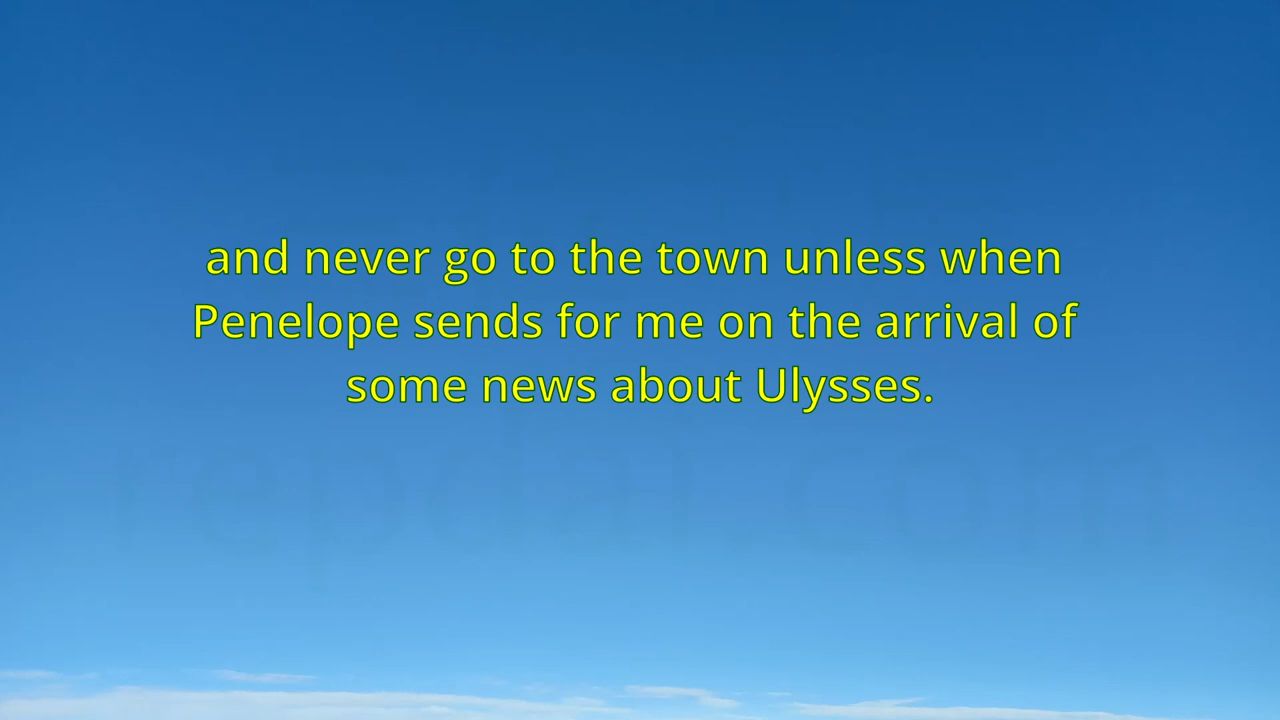 and never go to the town unless when
Penelope sends for me on the arrival of
some news about Ulysses.